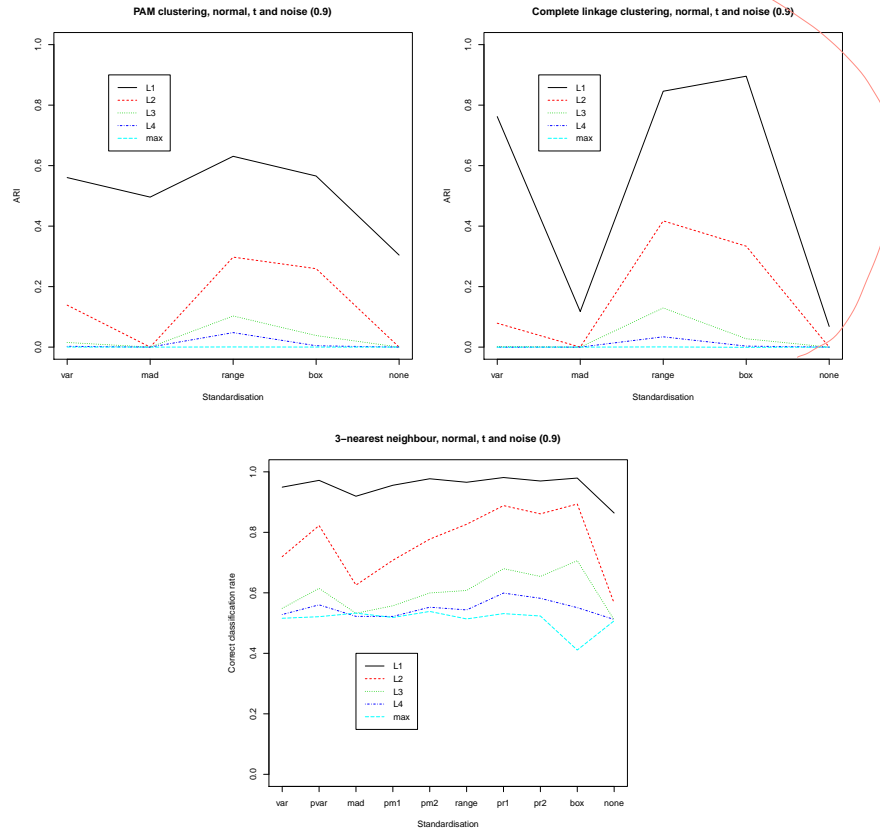 PAM clustering, normal, t and noise (0.9)
1.0
0.8
0.6
0.4
0.2
0.0
ARI
L1
L2
L3
L4
max
var mad range box none
Standardisation
Complete linkage clustering, normal, t and noise (0.9)
1.0
0.8
0.6
0.4
0.2
0.0
ARI
L1
L2
L3
L4
max
var mad range box none
Standardisation
3−nearest neighbour, normal, t and noise (0.9)
1.0
0.8
0.6
0.4
0.2
0.0
Correct classification rate
L1
L2
L3
L4
max
var pvar mad pm1 pm2 range pr1 pr2 box none
Standardisation